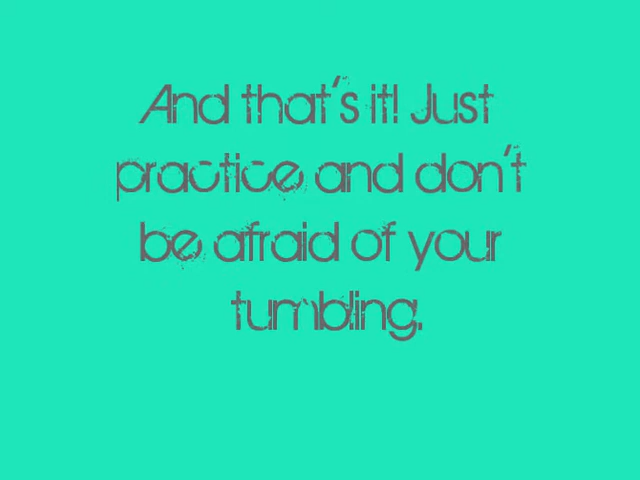 And that's it! Just
practice and don't
be afraid of your
tumbling.